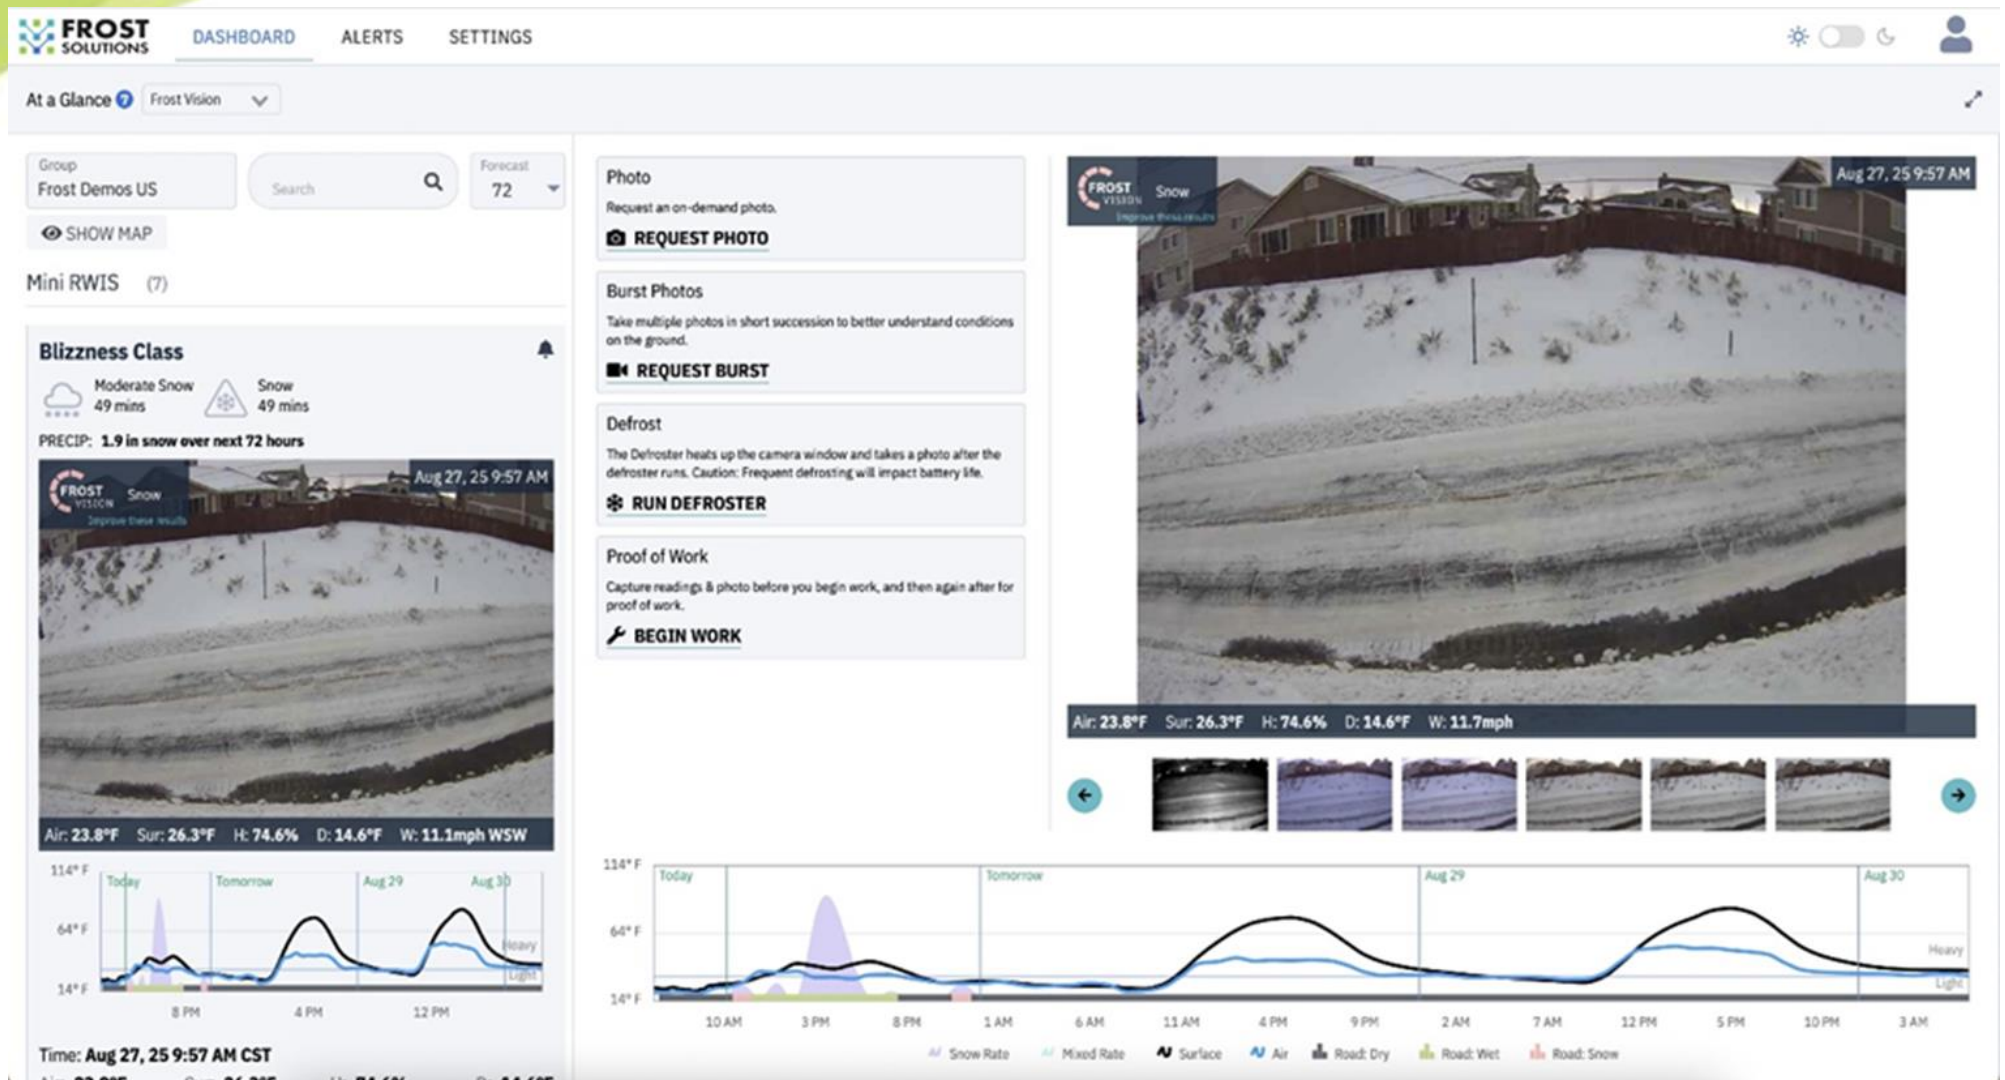 FROST SOLUTIONS
DASHBOARD ALERTS SETTINGS
At a Glance ? Frost Vision
Group
Frost Demos US
Search
Forecast
72
SHOW MAP
Mini RWIS (7)
Blizzness Class
Moderate Snow
49 mins
Snow
49 mins
PRECIP: 1.9 in snow over next 72 hours
FROST VISION
Snow
Improve these results
Aug 27, 25 9:57 AM
Air: 23.8°F Sur: 26.3°F H: 74.6% D: 14.6°F W: 11.1mph WSW
114° F
64° F
14° F
Today Tomorrow Aug 29 Aug 30
Heavy
Light
8 PM 4 PM 12 PM
Time: Aug 27, 25 9:57 AM CST
Photo
Request an on-demand photo.
REQUEST PHOTO
Burst Photos
Take multiple photos in short succession to better understand conditions
on the ground.
REQUEST BURST
Defrost
The Defroster heats up the camera window and takes a photo after the
defroster runs. Caution: Frequent defrosting will impact battery life.
RUN DEFROSTER
Proof of Work
Capture readings & photo before you begin work, and then again after for
proof of work.
BEGIN WORK
FROST VISION
Snow
Improve these results
Aug 27, 25 9:57 AM
Air: 23.8°F Sur: 26.3°F H: 74.6% D: 14.6°F W: 11.7mph
114° F
64° F
14° F
Today Tomorrow Aug 29 Aug 30
Heavy
Light
10 AM 3 PM 8 PM 1 AM 6 AM 11 AM 4 PM 9 PM 2 AM 7 AM 12 PM 5 PM 10 PM 3 AM
Snow Rate Mixed Rate Surface Air Road: Dry Road: Wet Road: Snow